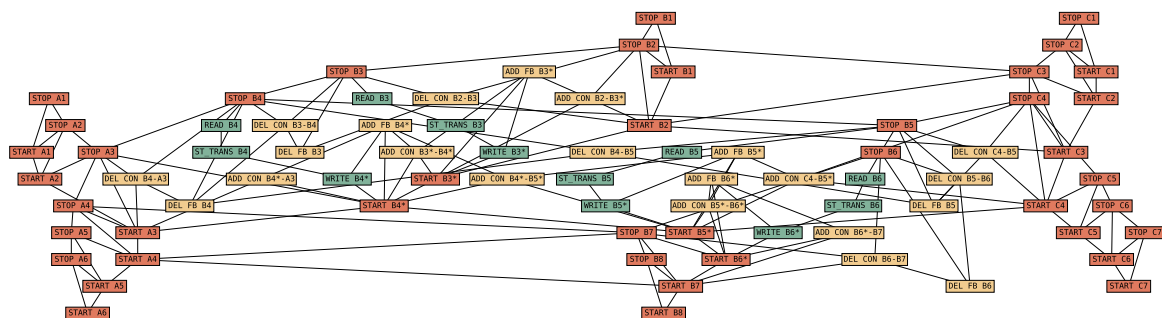 STOP B1 STOP C1
STOP B2 STOP C2
STOP B3 ADD FB B3* START B1 STOP C3 START C1
STOP A1 STOP B4 READ B3 DEL CON B2-B3 ADD CON B2-B3* STOP C4 START C2
STOP A2 READ B4 DEL CON B3-B4 ADD FB B4* ST_TRANS B3 START B2 STOP B5
START A1 STOP A3 ST_TRANS B4 DEL FB B3 ADD CON B3*-B4* WRITE B3* DEL CON B4-B5 READ B5 ADD FB B5* STOP B6 DEL CON C4-B5 START C3
START A2 DEL CON B4-A3 ADD CON B4*-A3 WRITE B4* START B3* ADD CON B4*-B5* ST_TRANS B5 ADD FB B6* ADD CON C4-B5* READ B6 DEL CON B5-B6 STOP C5
STOP A4 DEL FB B4 START B4* WRITE B5* ADD CON B5*-B6* ST_TRANS B6 DEL FB B5 START C4 STOP C6
STOP A5 START A3 STOP B7 START B5* WRITE B6* ADD CON B6*-B7 START C5 STOP C7
STOP A6 START A4 STOP B8 START B6* DEL CON B6-B7 START C6
START A5 START B7 DEL FB B6 START C7
START A6 START B8